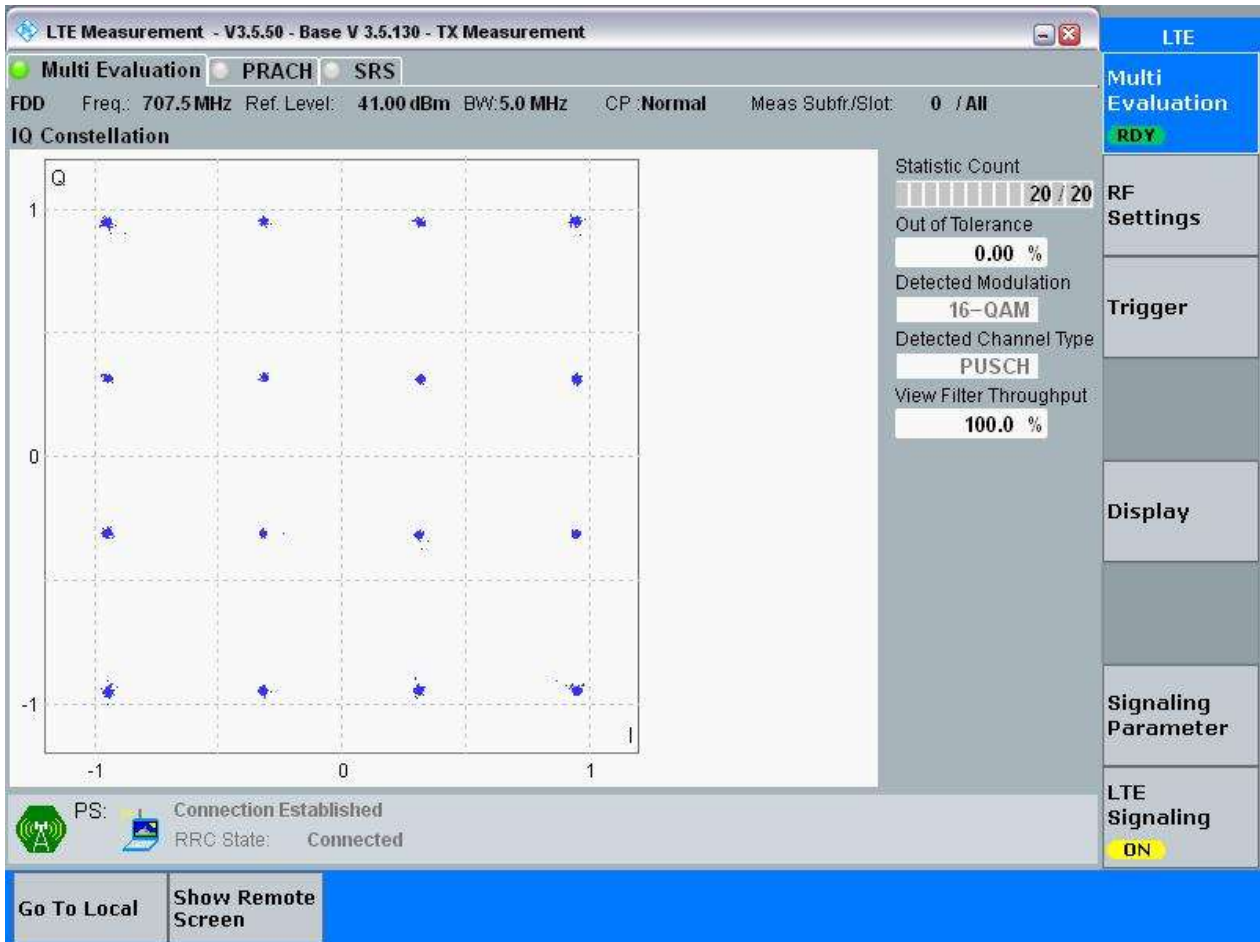 LTE Measurement - V3.5.50 - Base V 3.5.130 - TX Measurement
Multi Evaluation PRACH SRS
FDD Freq.: 707.5 MHz Ref. Level: 41.00 dBm BW:5.0 MHz CP :Normal Meas Subfr./Slot: 0 / All
IQ Constellation
Q
1
0
-1
I
-1 0 1
Statistic Count
20 / 20
Out of Tolerance
0.00 %
Detected Modulation
16-QAM
Detected Channel Type
PUSCH
View Filter Throughput
100.0 %
PS: Connection Established
RRC State: Connected
LTE
Multi
Evaluation
RDY
RF
Settings
Trigger
Display
Signaling
Parameter
LTE
Signaling
ON
Go To Local
Show Remote
Screen